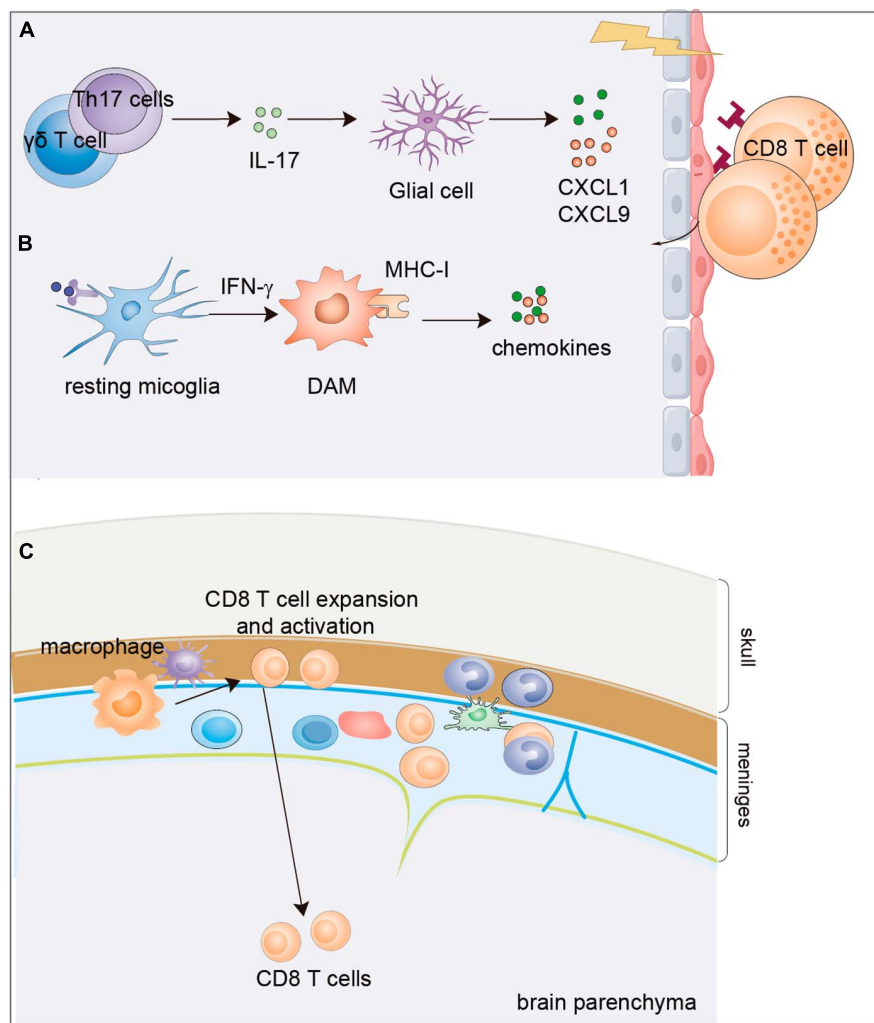 A
Th17 cells
γδ T cell
IL-17
Glial cell
CXCL1
CXCL9
CD8 T cell
B
IFN-γ
MHC-I
resting micoglia
DAM
chemokines
C
CD8 T cell expansion
and activation
macrophage
skull
meninges
CD8 T cells
brain parenchyma